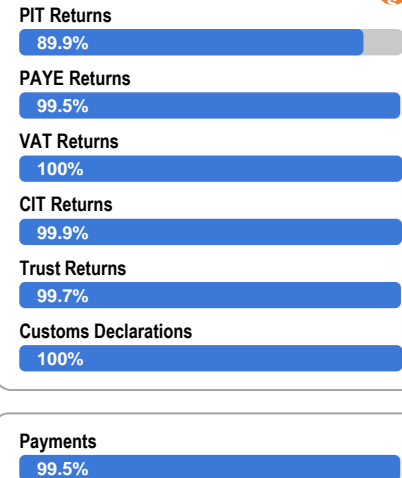 PIT Returns
89.9%
PAYE Returns
99.5%
VAT Returns
100%
CIT Returns
99.9%
Trust Returns
99.7%
Customs Declarations
100%
Payments
99.5%